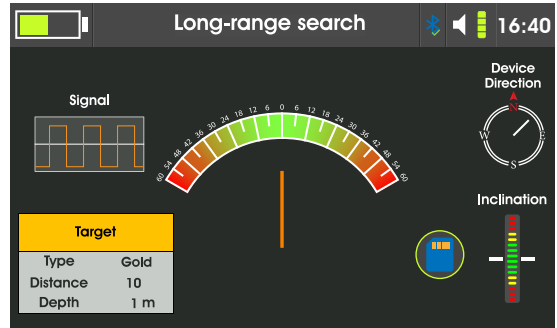 Long-range search
16:40
Signal
60 54 48 42 36 30 24 18 12 6 0 6 12 18 24 30 36 42 48 54 60
Device
Direction
N
W E
S
Target
Type Gold
Distance 10
Depth 1 m
Inclination